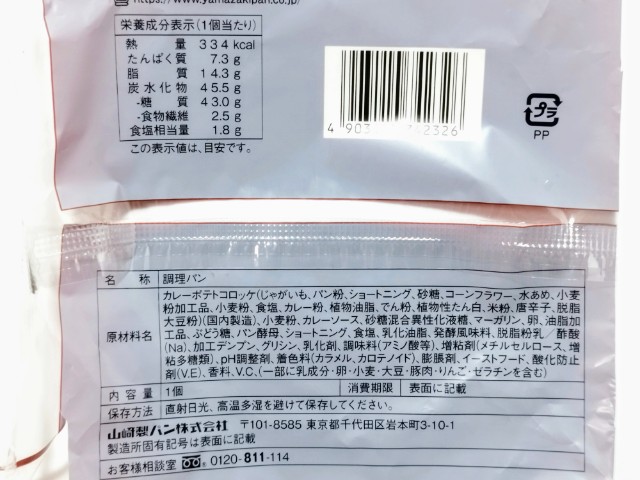 https://www.yamazakipan.co.jp/
栄養成分表示(1個当たり)
熱量 334 kcal
たんぱく質 7.3 g
脂質 14.3 g
炭水化物 45.5 g
-糖質 43.0 g
-食物繊維 2.5 g
食塩相当量 1.8 g
この表示値は、目安です。
4 903 2326
プラ
PP
名称 調理パン
原材料名 カレーポテトコロッケ(じゃがいも、パン粉、ショートニング、砂糖、コーンフラワー、水あめ、小麦
粉加工品、小麦粉、食塩、カレー粉、植物油脂、でん粉、植物性たん白、米粉、唐辛子、脱脂
大豆粉)(国内製造)、小麦粉、カレーソース、砂糖混合異性化液糖、マーガリン、卵、油脂加
工品、ぶどう糖、パン酵母、ショートニング、食塩、乳化油脂、発酵風味料、脱脂粉乳/酢酸
(Na)、加工デンプン、グリシン、乳化剤、調味料(アミノ酸等)、増粘剤(メチルセルロース、増
粘多糖類)、pH調整剤、着色料(カラメル、カロテノイド)、膨脹剤、イーストフード、酸化防止
剤(V.E)、香料、V.C、(一部に乳成分・卵・小麦・大豆・豚肉・りんご・ゼラチンを含む)
内容量 1個 消費期限 表面に記載
保存方法 直射日光、高温多湿を避けて保存してください。
山崎製パン株式会社 〒101-8585 東京都千代田区岩本町3-10-1
製造所固有記号は表面に記載
お客様相談室 0120-811-114